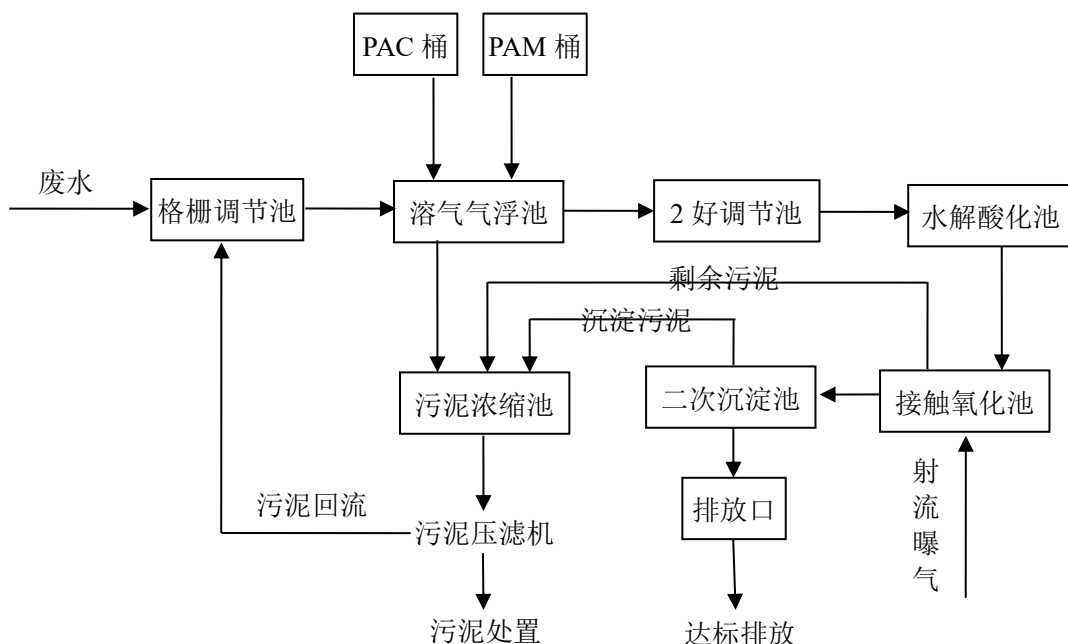 PAC 桶
PAM 桶
废水
格栅调节池
溶气气浮池
2 好调节池
水解酸化池
剩余污泥
沉淀污泥
污泥浓缩池
二次沉淀池
接触氧化池
射流曝气
污泥回流
污泥压滤机
排放口
污泥处置
达标排放